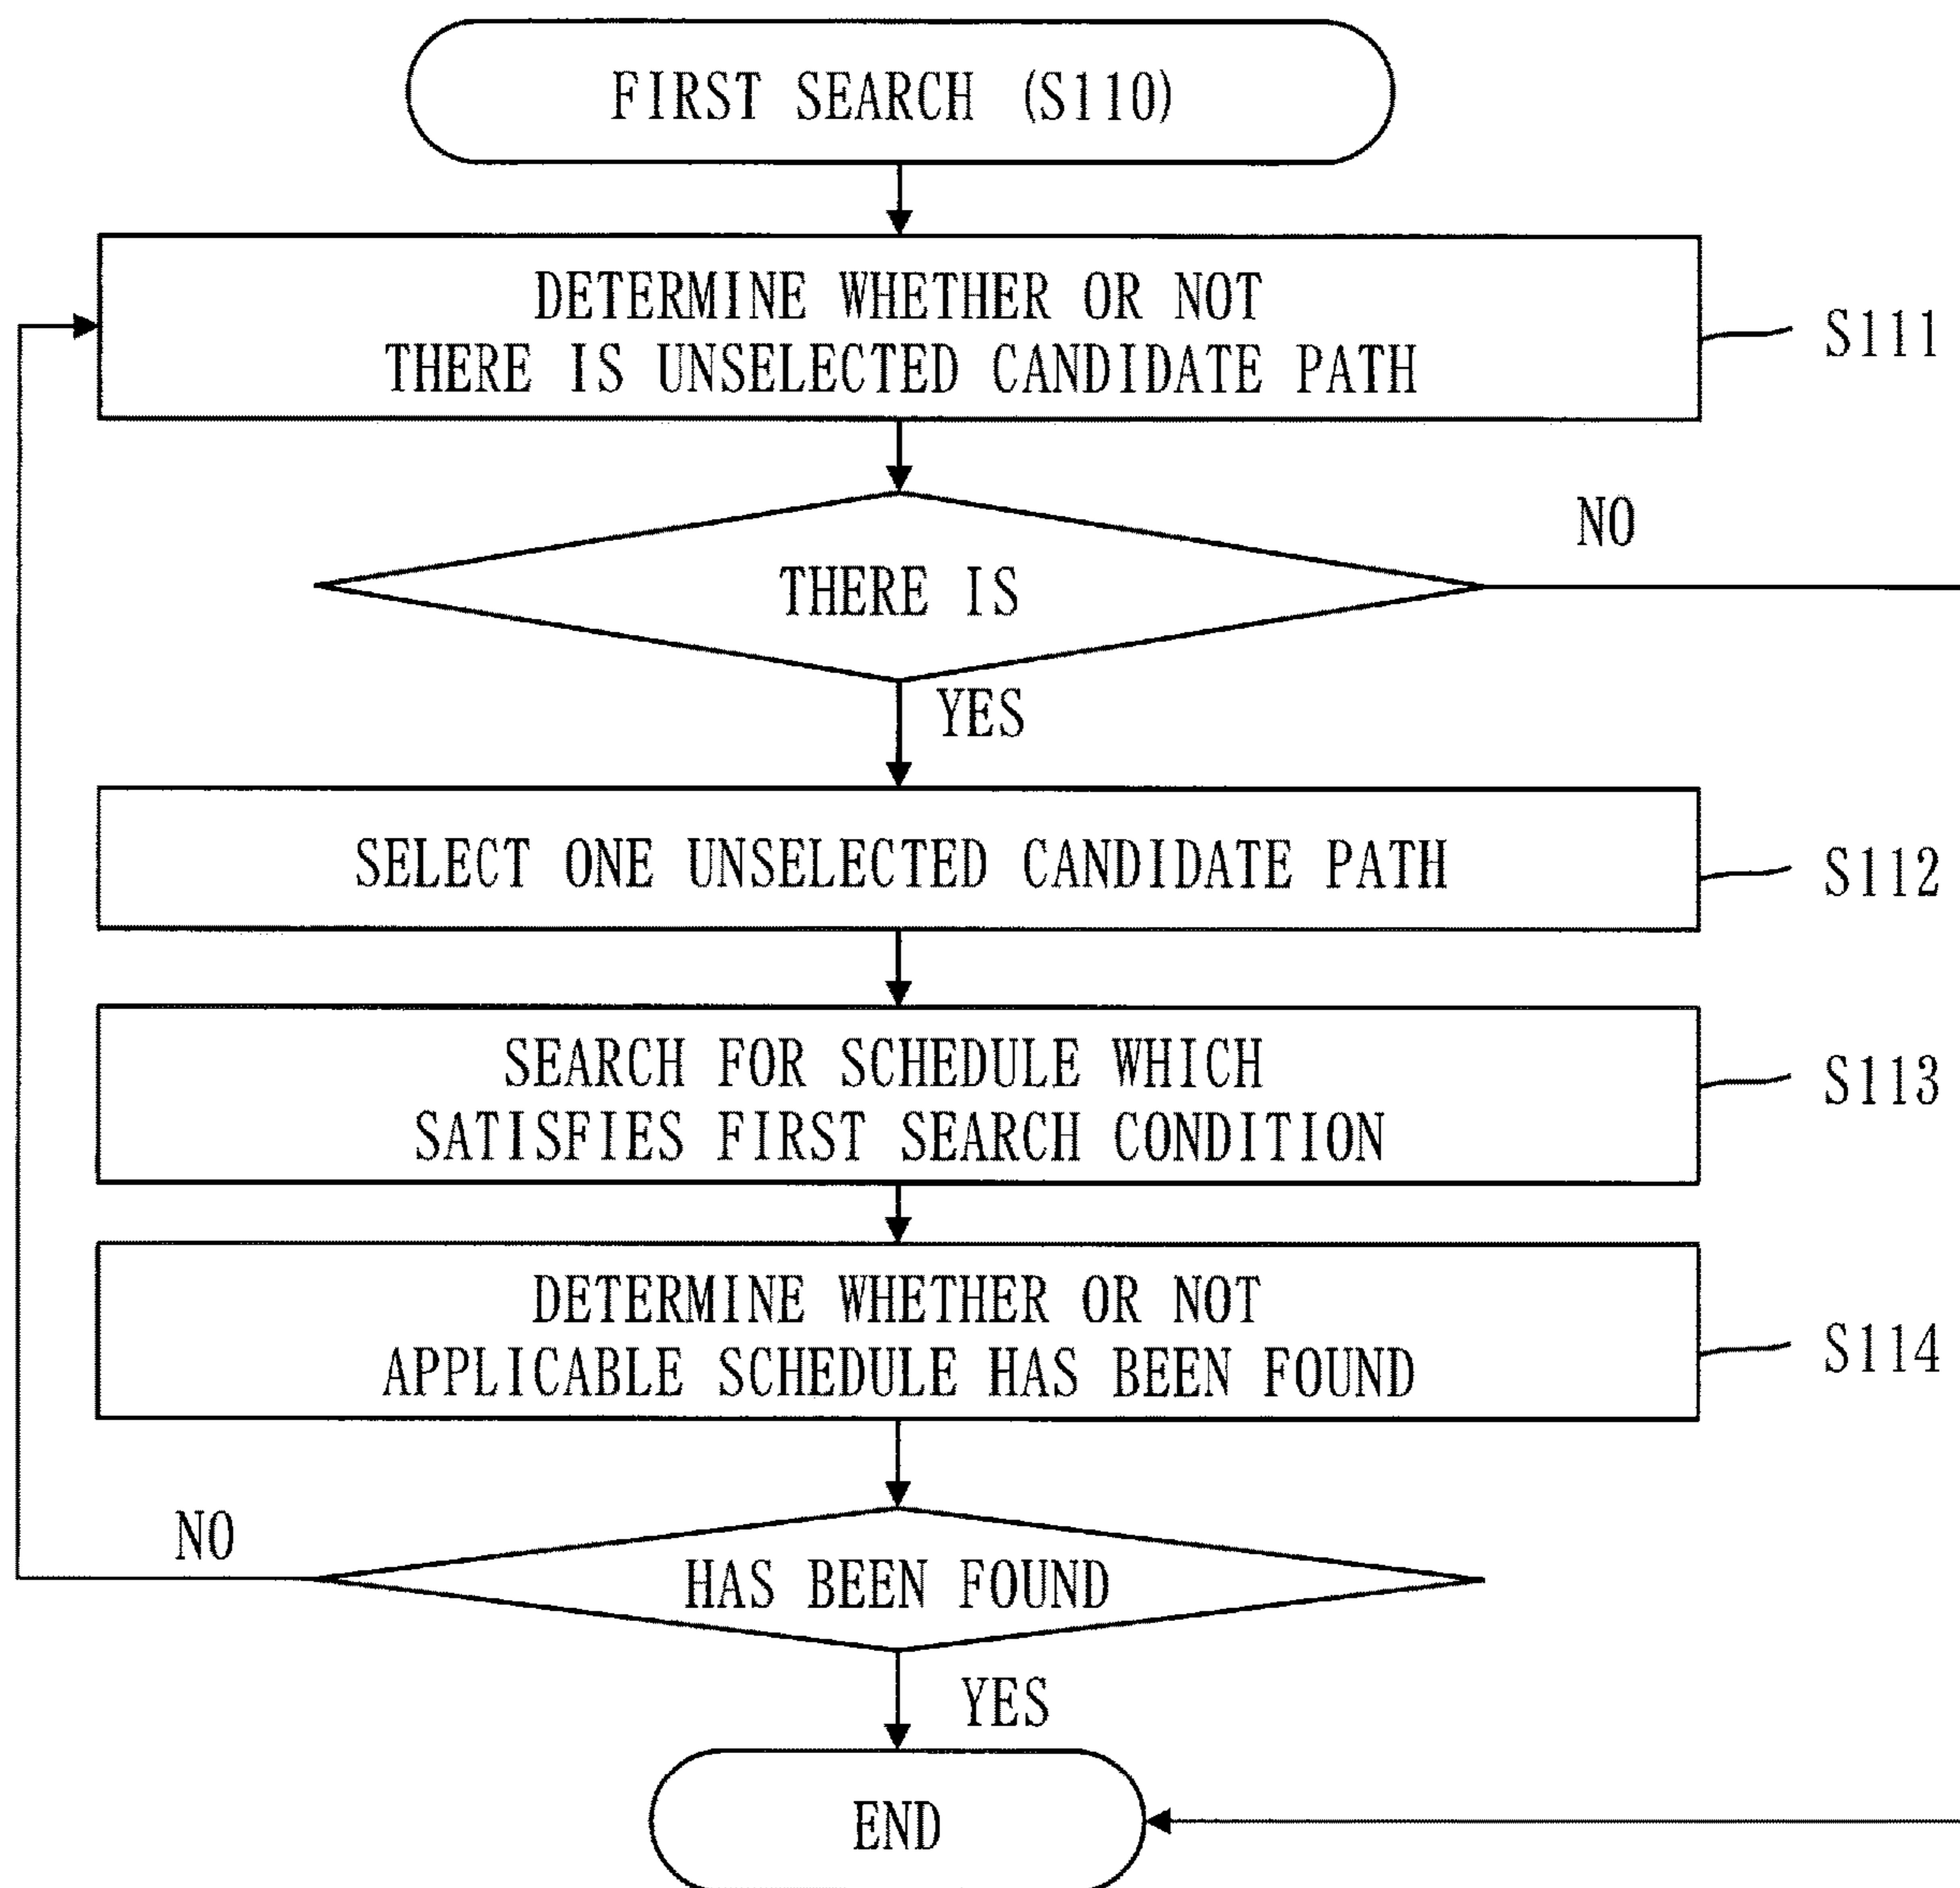 FIRST SEARCH (S110)
DETERMINE WHETHER OR NOT
THERE IS UNSELECTED CANDIDATE PATH
S111
THERE IS
NO
YES
SELECT ONE UNSELECTED CANDIDATE PATH
S112
SEARCH FOR SCHEDULE WHICH
SATISFIES FIRST SEARCH CONDITION
S113
DETERMINE WHETHER OR NOT
APPLICABLE SCHEDULE HAS BEEN FOUND
S114
NO
HAS BEEN FOUND
YES
END